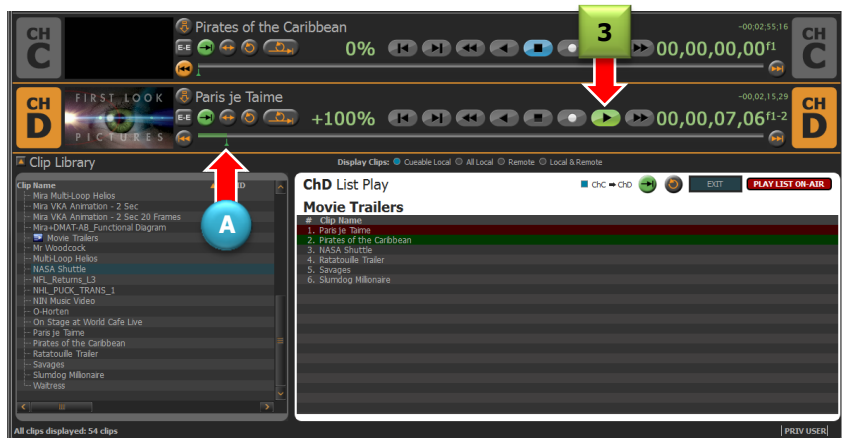 CH C
Pirates of the Caribbean
-00;02;55;16
CH C
E-E
0%
3
00,00,00,00f1
CH D
FIRST LOOK
PICTURES
Paris je Taime
-00,02,15,29
CH D
E-E
+100%
00,00,07,06f1-2
Clip Library
Display Clips: Cueable Local All Local Remote Local & Remote
Clip Name
ID
Mira Multi-Loop Helios
Mira VKA Animation - 2 Sec
Mira VKA Animation - 2 Sec 20 Frames
Mira+DMAT-AB_Functional Diagram
Movie Trailers
Mr Woodcock
Multi-Loop Helios
NASA Shuttle
NFL_Returns_L3
NHL_PUCK_TRANS_1
NIN Music Video
O-Horten
On Stage at World Cafe Live
Paris je Taime
Pirates of the Caribbean
Ratatouille Trailer
Savages
Slumdog Millionaire
Waitress
A
ChD List Play
ChC ➡ ChD
EXIT
PLAY LIST ON-AIR
Movie Trailers
# Clip Name
1. Paris je Taime
2. Pirates of the Caribbean
3. NASA Shuttle
4. Ratatouille Trailer
5. Savages
6. Slumdog Millionaire
All clips displayed: 54 clips
PRIV USER